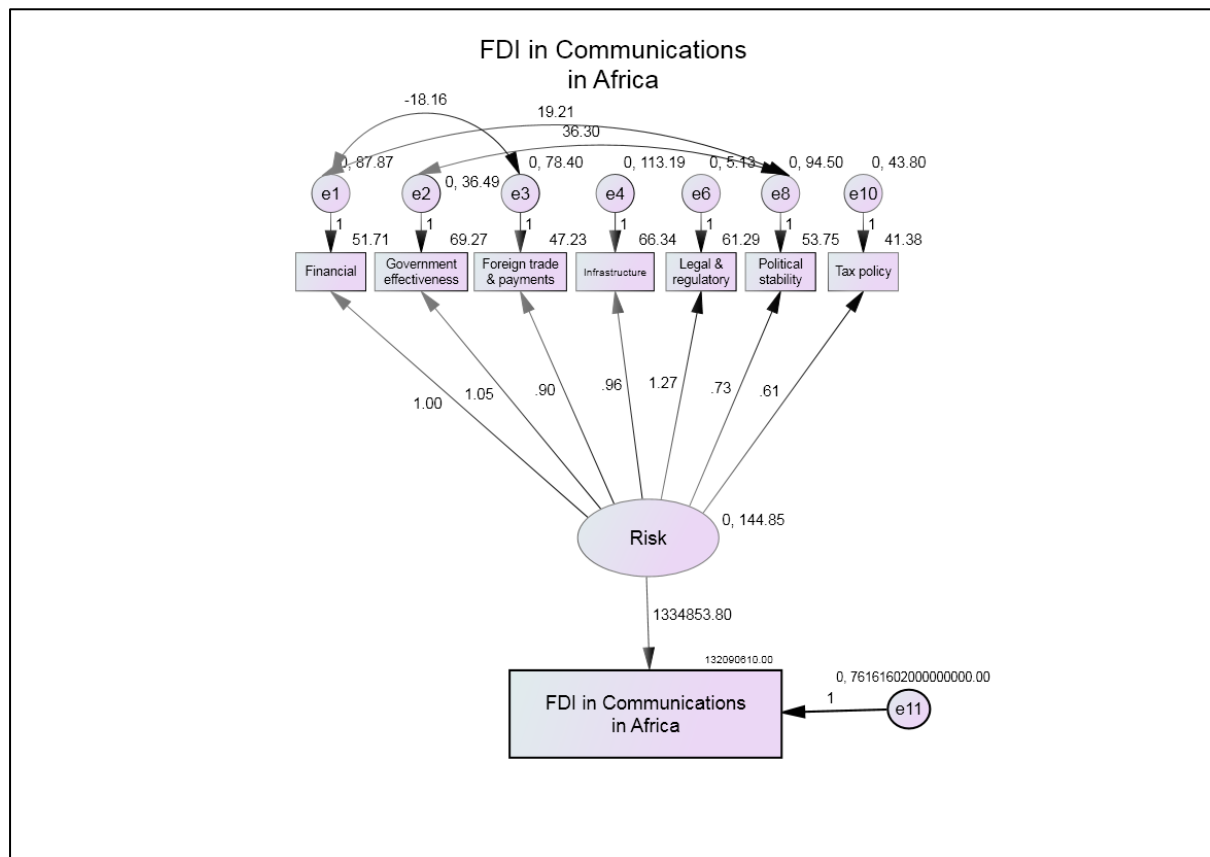 FDI in Communications
in Africa
-18.16
19.21
36.30
0, 87.87
0, 36.49
0, 78.40
0, 113.19
0, 5.13
0, 94.50
0, 43.80
e1
e2
e3
e4
e6
e8
e10
1
1
1
1
1
1
1
51.71
69.27
47.23
66.34
61.29
53.75
41.38
Financial
Government
effectiveness
Foreign trade
& payments
Infrastructure
Legal &
regulatory
Political
stability
Tax policy
1.00
1.05
.90
.96
1.27
.73
.61
Risk
0, 144.85
1334853.80
132090610.00
0, 76161602000000000.00
FDI in Communications
in Africa
1
e11